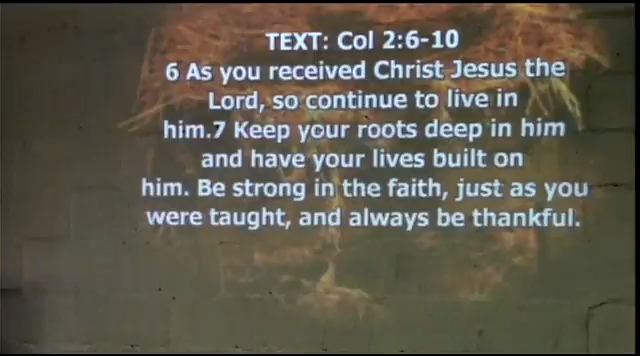 TEXT: Col 2:6-10
6 As you received Christ Jesus the
Lord, so continue to live in
him.7 Keep your roots deep in him
and have your lives built on
him. Be strong in the faith, just as you
were taught, and always be thankful.